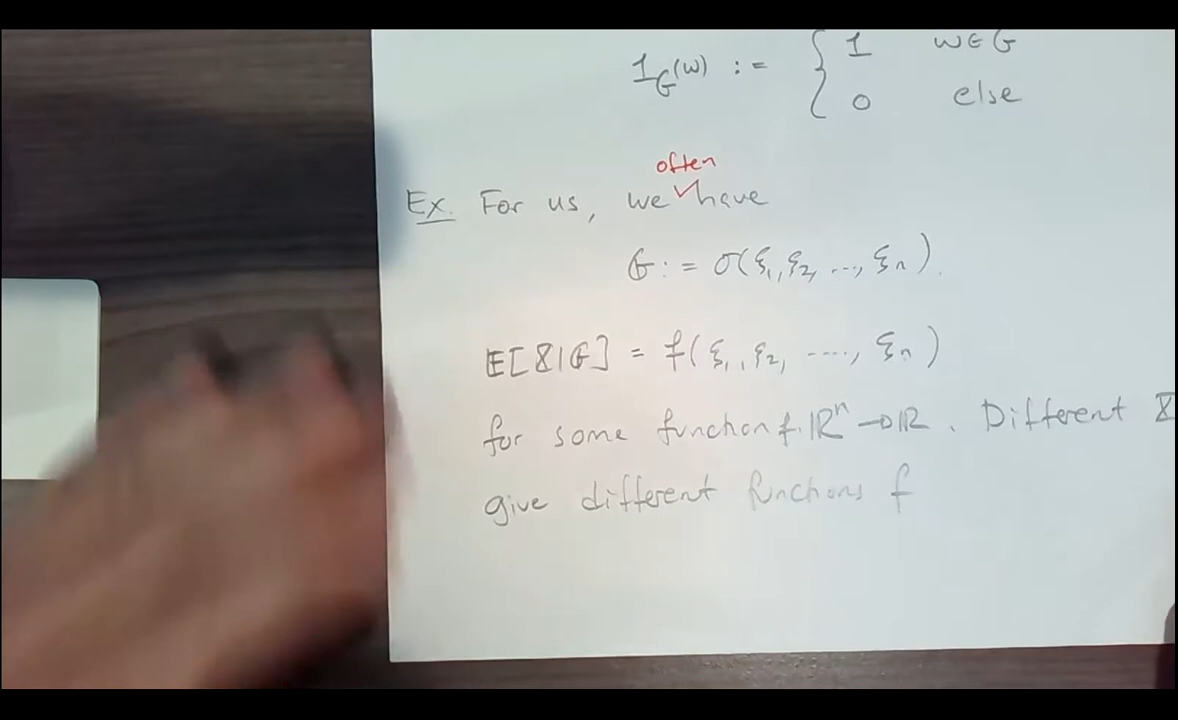 1_G(ω) := { 1 ω∈G
0 else
often
Ex. For us, we have
G := σ(ξ₁, ξ₂, ..., ξₙ).
E[X|G] = f(ξ₁, ξ₂, ...., ξₙ)
for some function f: ℝⁿ → ℝ. Different X
give different functions f